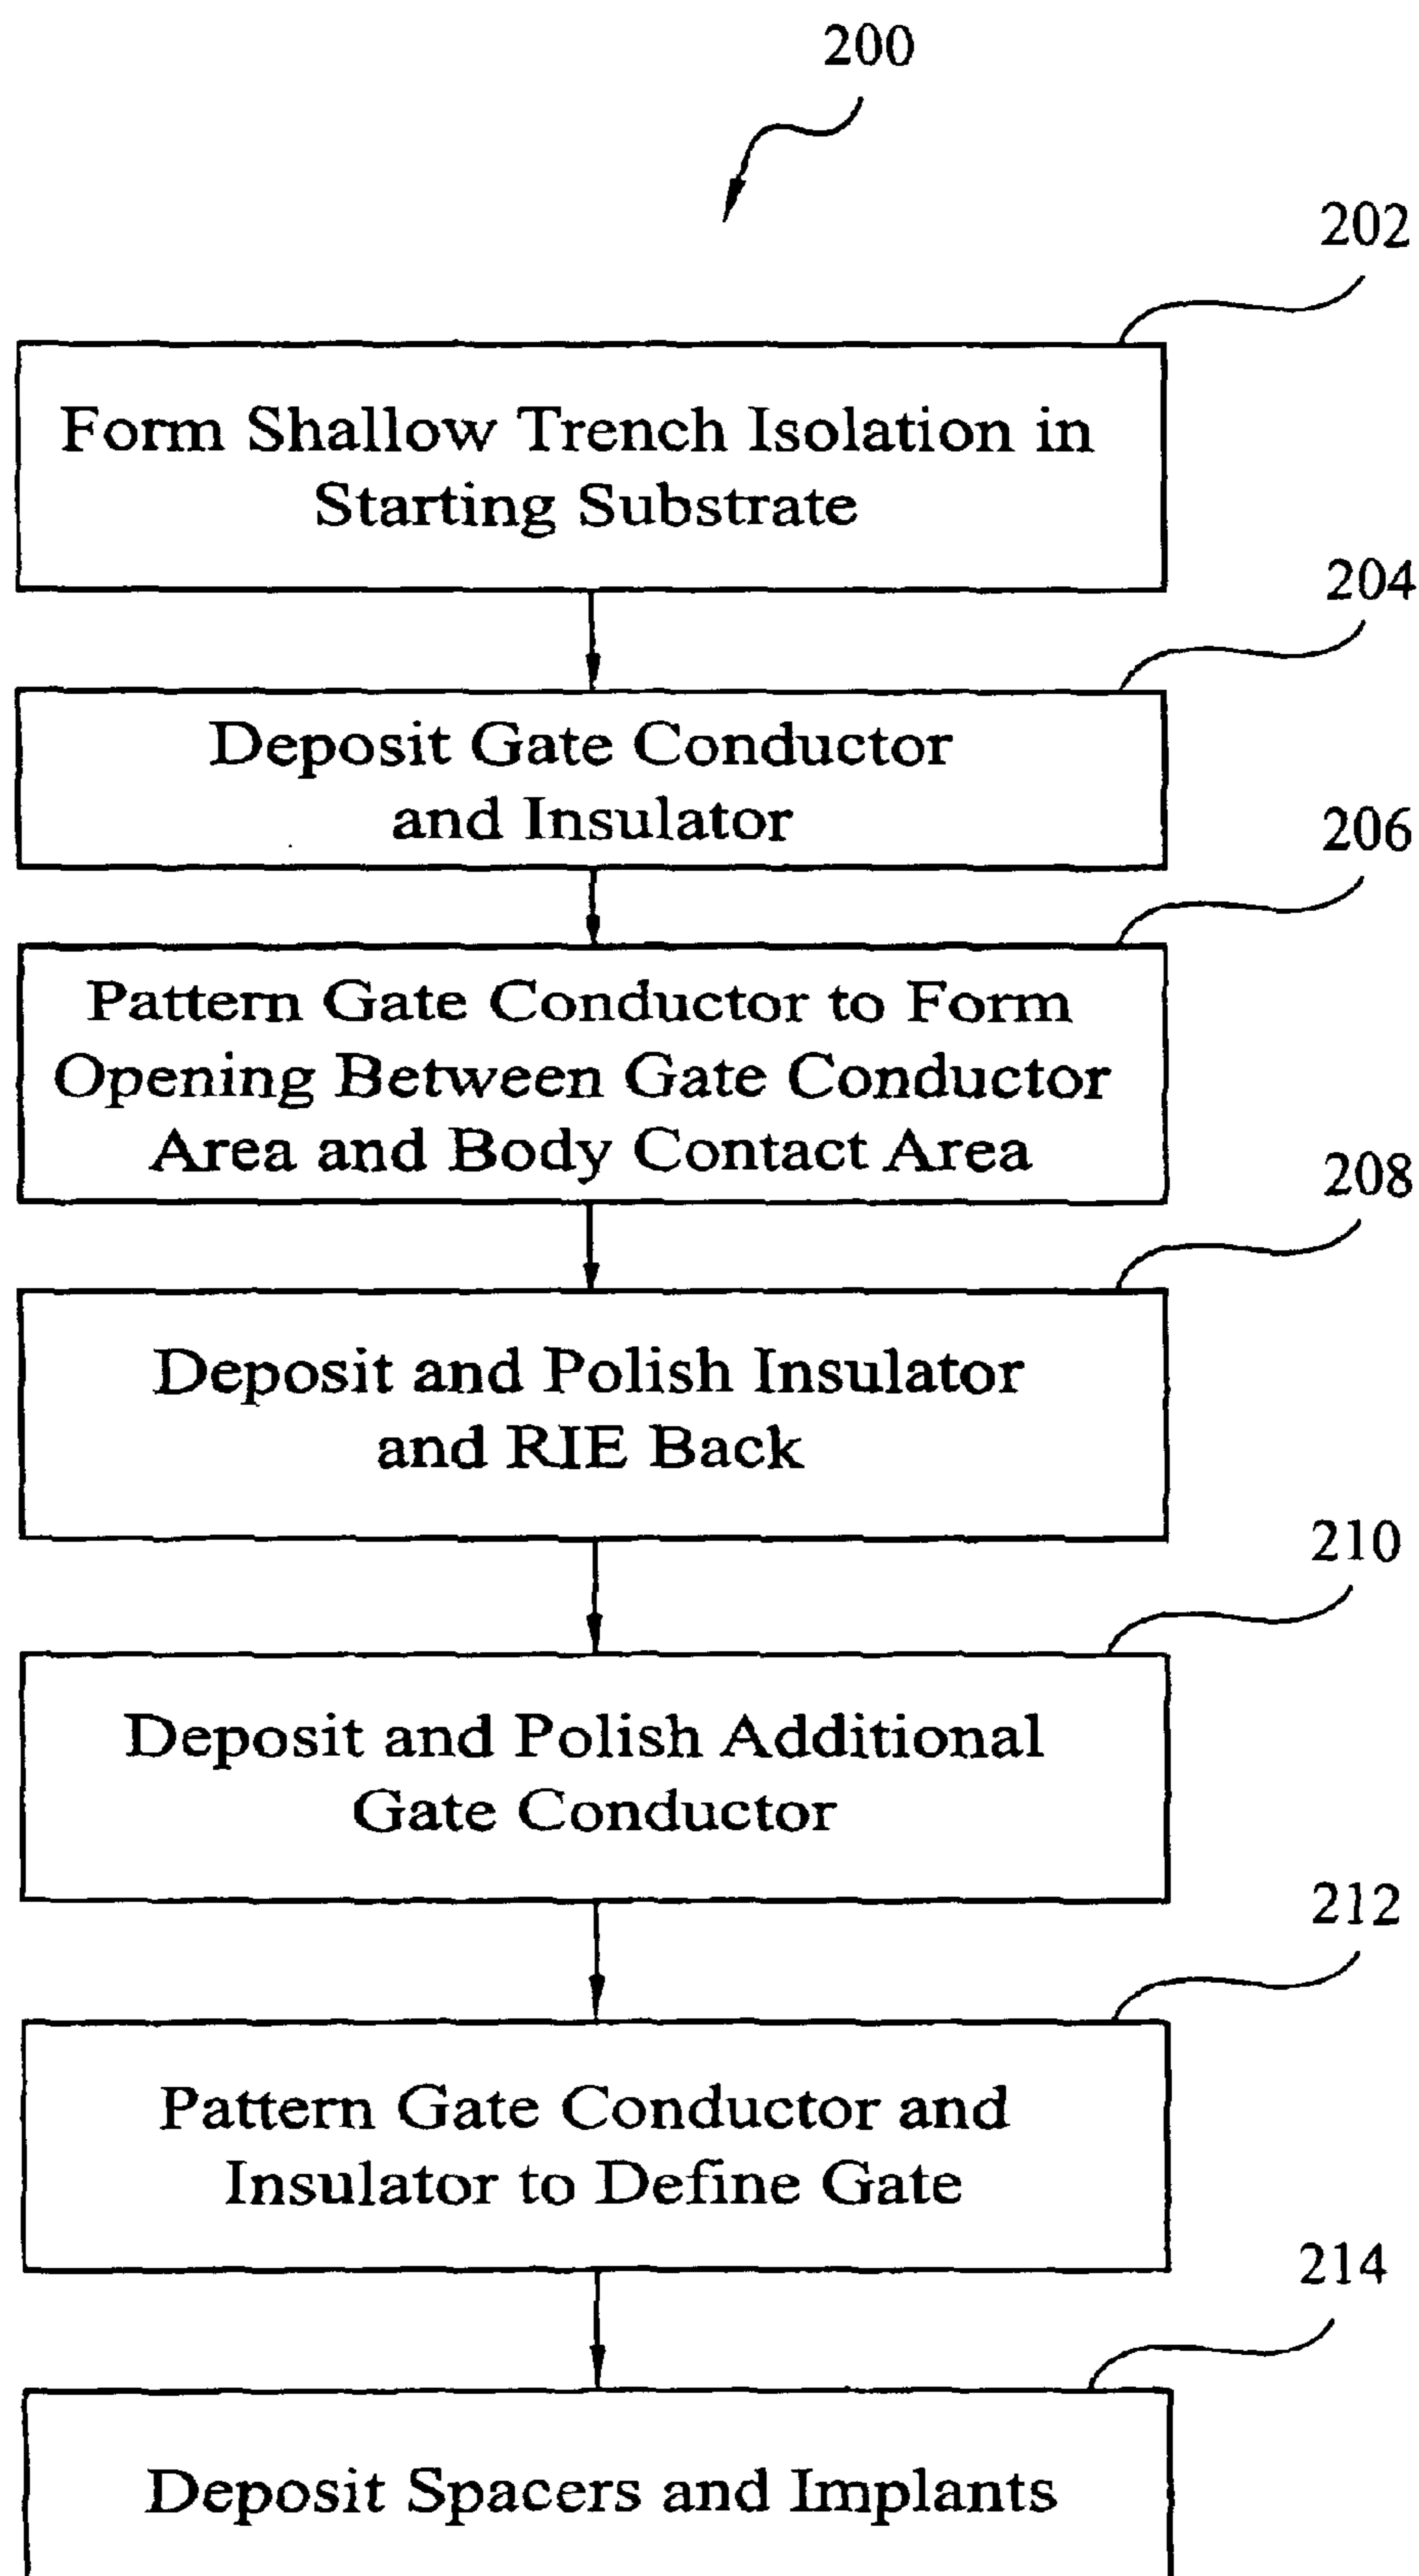 200
202
Form Shallow Trench Isolation in
Starting Substrate
204
Deposit Gate Conductor
and Insulator
206
Pattern Gate Conductor to Form
Opening Between Gate Conductor
Area and Body Contact Area
208
Deposit and Polish Insulator
and RIE Back
210
Deposit and Polish Additional
Gate Conductor
212
Pattern Gate Conductor and
Insulator to Define Gate
214
Deposit Spacers and Implants